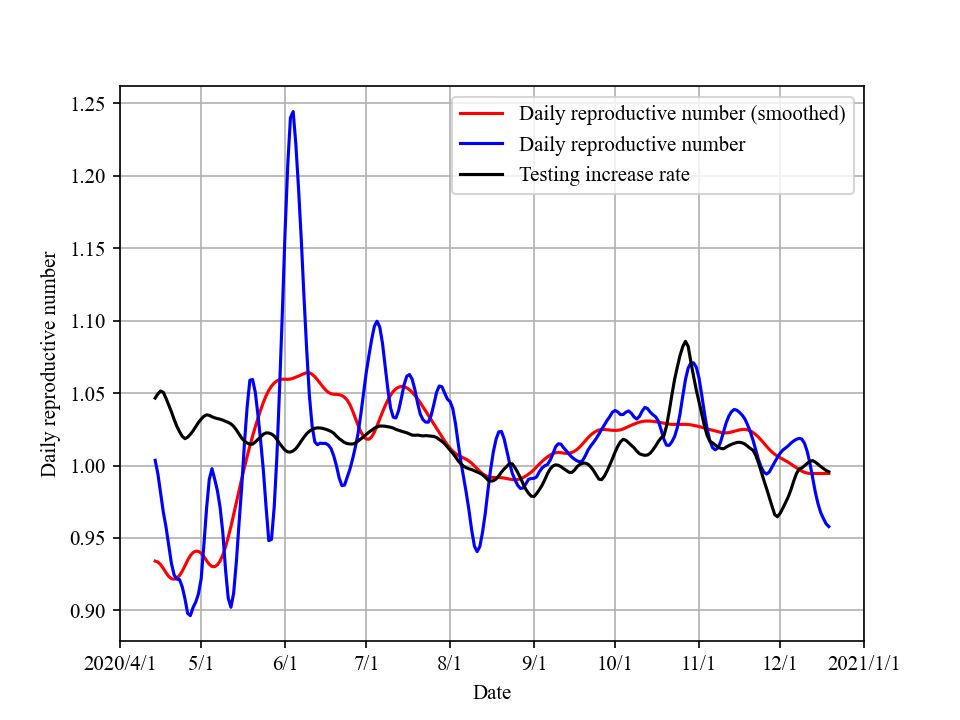 Daily reproductive number (smoothed)
Daily reproductive number
Testing increase rate
1.25
1.20
1.15
1.10
1.05
1.00
0.95
0.90
Daily reproductive number
2020/4/1 5/1 6/1 7/1 8/1 9/1 10/1 11/1 12/1 2021/1/1
Date